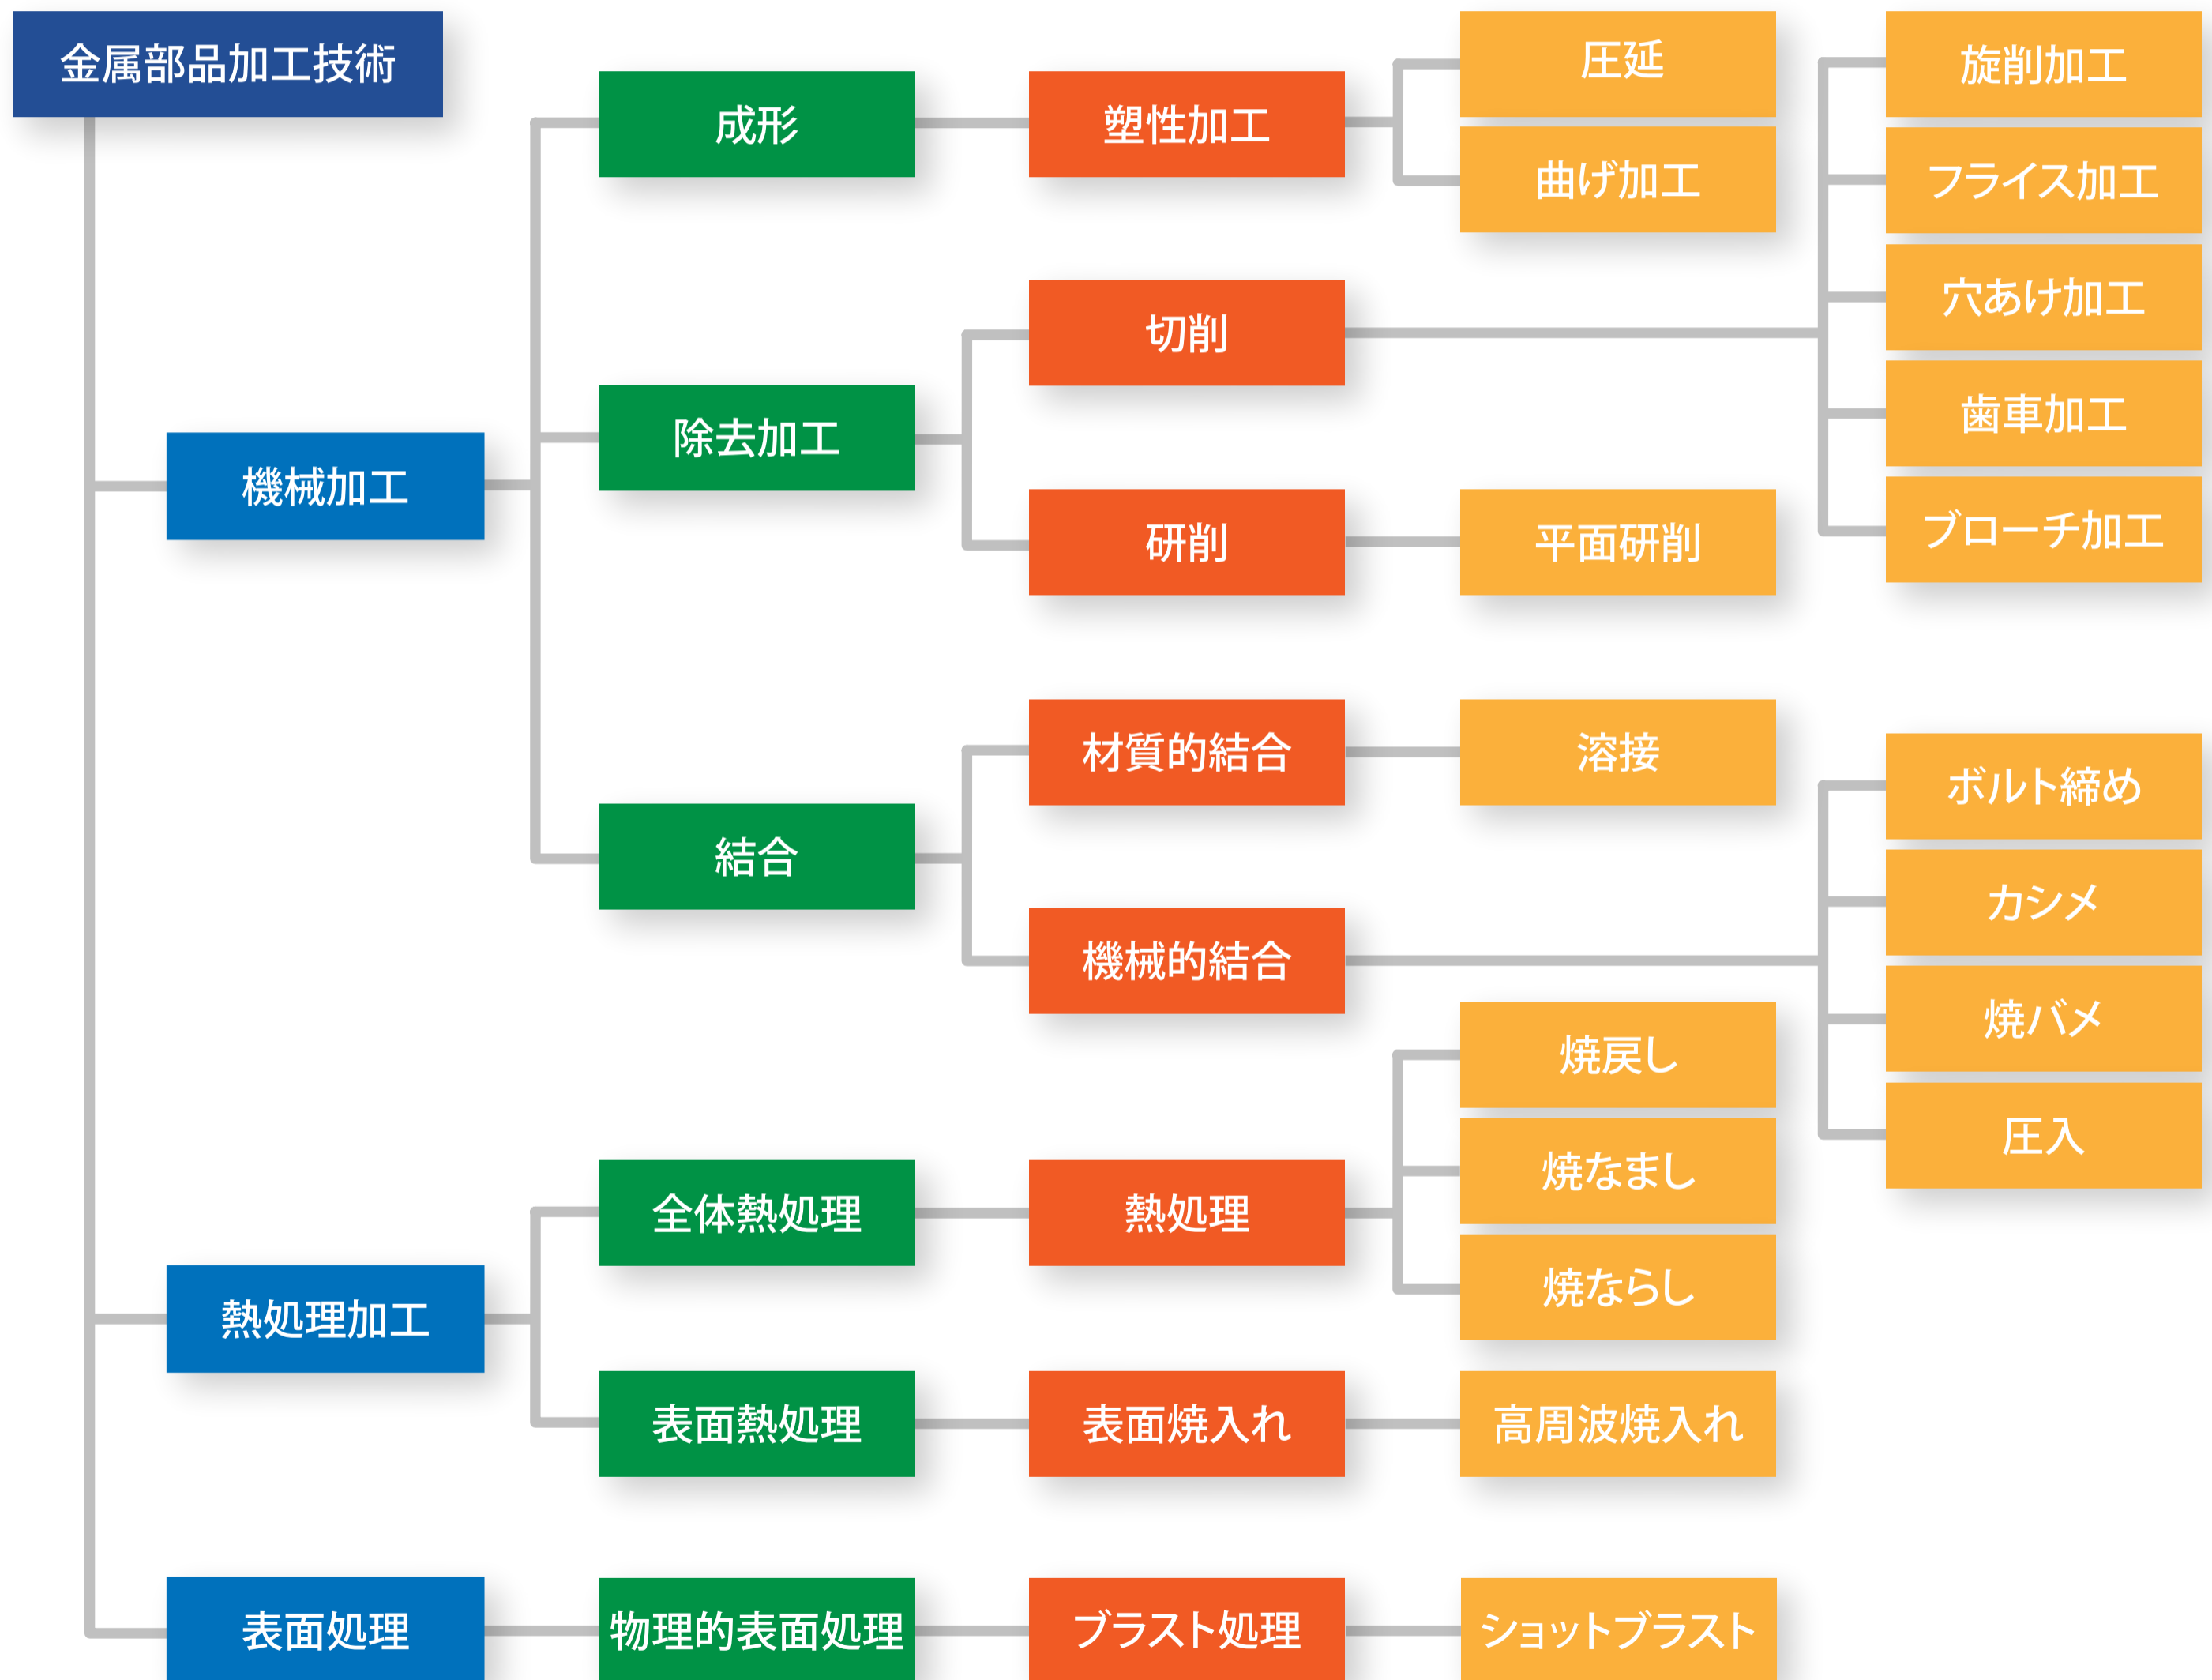 金属部品加工技術
機械加工
成形
塑性加工
圧延
曲げ加工
除去加工
切削
旋削加工
フライス加工
穴あけ加工
歯車加工
ブローチ加工
研削
平面研削
結合
材質的結合
溶接
機械的結合
ボルト締め
カシメ
焼バメ
圧入
熱処理加工
全体熱処理
熱処理
焼戻し
焼なまし
焼ならし
表面熱処理
表面焼入れ
高周波焼入れ
表面処理
物理的表面処理
ブラスト処理
ショットブラスト